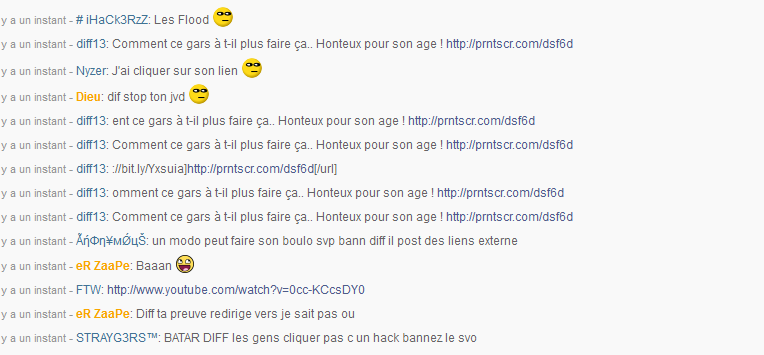 y a un instant - # iHaCk3RzZ: Les Flood
y a un instant - diff13: Comment ce gars à t-il plus faire ça.. Honteux pour son age ! http://prntscr.com/dsf6d
y a un instant - Nyzer: J'ai cliquer sur son lien
y a un instant - Dieu: dif stop ton jvd
y a un instant - diff13: ent ce gars à t-il plus faire ça.. Honteux pour son age ! http://prntscr.com/dsf6d
y a un instant - diff13: Comment ce gars à t-il plus faire ça.. Honteux pour son age ! http://prntscr.com/dsf6d
y a un instant - diff13: ://bit.ly/Yxsuia]http://prntscr.com/dsf6d[/url]
y a un instant - diff13: omment ce gars à t-il plus faire ça.. Honteux pour son age ! http://prntscr.com/dsf6d
y a un instant - diff13: Comment ce gars à t-il plus faire ça.. Honteux pour son age ! http://prntscr.com/dsf6d
y a un instant - ÃήФη¥мǾцŠ: un modo peut faire son boulo svp bann diff il post des liens externe
y a un instant - eR ZaaPe: Baaan
y a un instant - FTW: http://www.youtube.com/watch?v=0cc-KCcsDY0
y a un instant - eR ZaaPe: Diff ta preuve redirige vers je sait pas ou
y a un instant - STRAYG3RS™: BATAR DIFF les gens cliquer pas c un hack bannez le svo